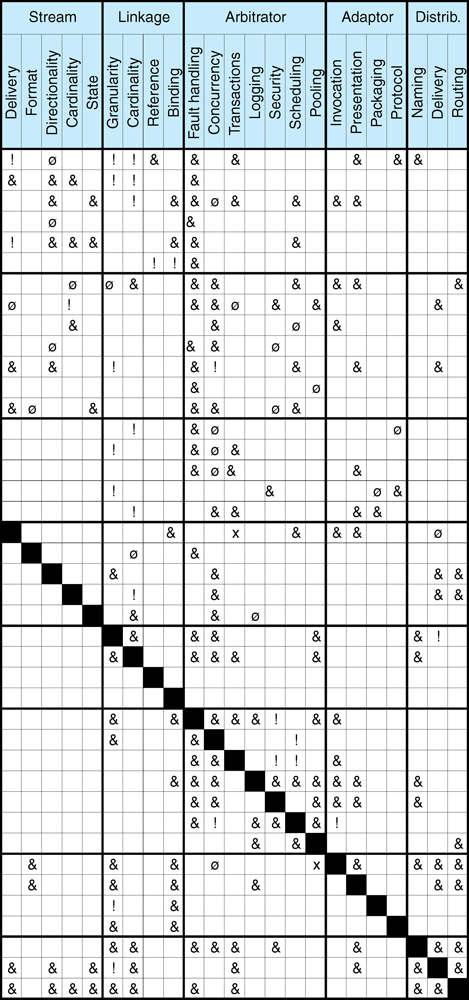 Stream Linkage Arbitrator Adaptor Distrib.
Delivery Format Directionality Cardinality State Granularity Cardinality Reference Binding Fault handling Concurrency Transactions Logging Security Scheduling Pooling Invocation Presentation Packaging Protocol Naming Delivery Routing
! ø ! ! & & & & & &
& & & ! ! &
& & ! & & ø & & & &
ø &
! & & & & & &
! ! &
ø ø & & & & & & &
ø ! & & ø & & &
& & ø &
ø & & ø
& & ! & ! & & &
& ø
& ø & & & ø &
! & ø ø
! & ø &
& ø & &
! & ø &
! & & & &
& x & & & ø
ø &
& & & &
! & & &
& & ø
& & & & & !
& & & & & &
& & & & & ! & &
& & !
& & ! ! &
& & & & & & & & &
& & & & & &
& ! & & & !
& & &
& & & ø x & & & &
& & & & & &
! &
& &
& & & & & & & & &
& & & ! & & & & &
& & & & & & & & & &